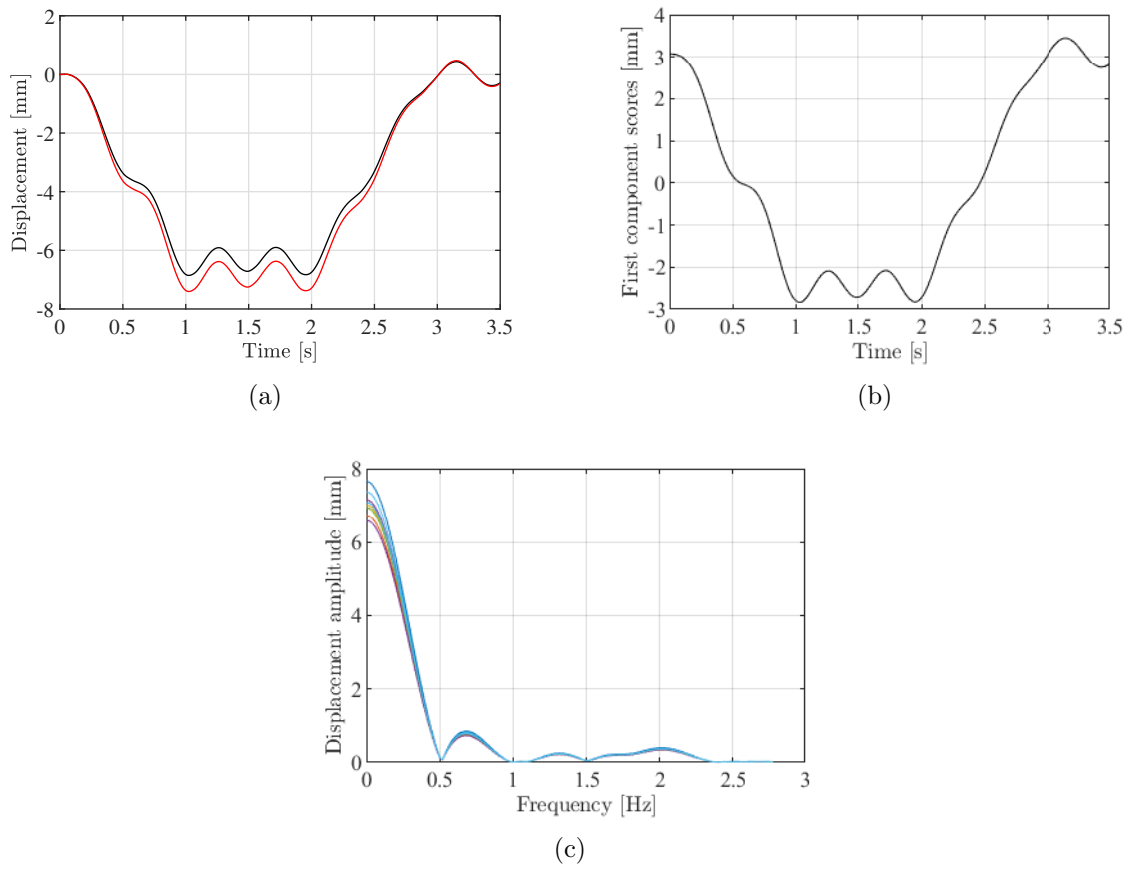 2
0
-2
-4
-6
-8
0 0.5 1 1.5 2 2.5 3 3.5
Displacement [mm]
Time [s]
(a)
4
3
2
1
0
-1
-2
-3
0 0.5 1 1.5 2 2.5 3 3.5
First component scores [mm]
Time [s]
(b)
8
6
4
2
0
0 0.5 1 1.5 2 2.5 3
Displacement amplitude [mm]
Frequency [Hz]
(c)